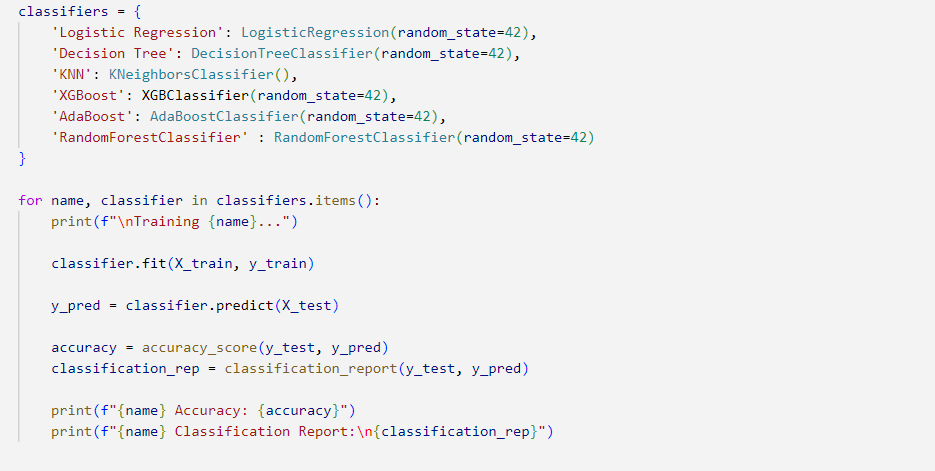 classifiers = {
    'Logistic Regression': LogisticRegression(random_state=42),
    'Decision Tree': DecisionTreeClassifier(random_state=42),
    'KNN': KNeighborsClassifier(),
    'XGBoost': XGBClassifier(random_state=42),
    'AdaBoost': AdaBoostClassifier(random_state=42),
    'RandomForestClassifier' : RandomForestClassifier(random_state=42)
}

for name, classifier in classifiers.items():
    print(f"\nTraining {name}...")

    classifier.fit(X_train, y_train)

    y_pred = classifier.predict(X_test)

    accuracy = accuracy_score(y_test, y_pred)
    classification_rep = classification_report(y_test, y_pred)

    print(f"{name} Accuracy: {accuracy}")
    print(f"{name} Classification Report:\n{classification_rep}")